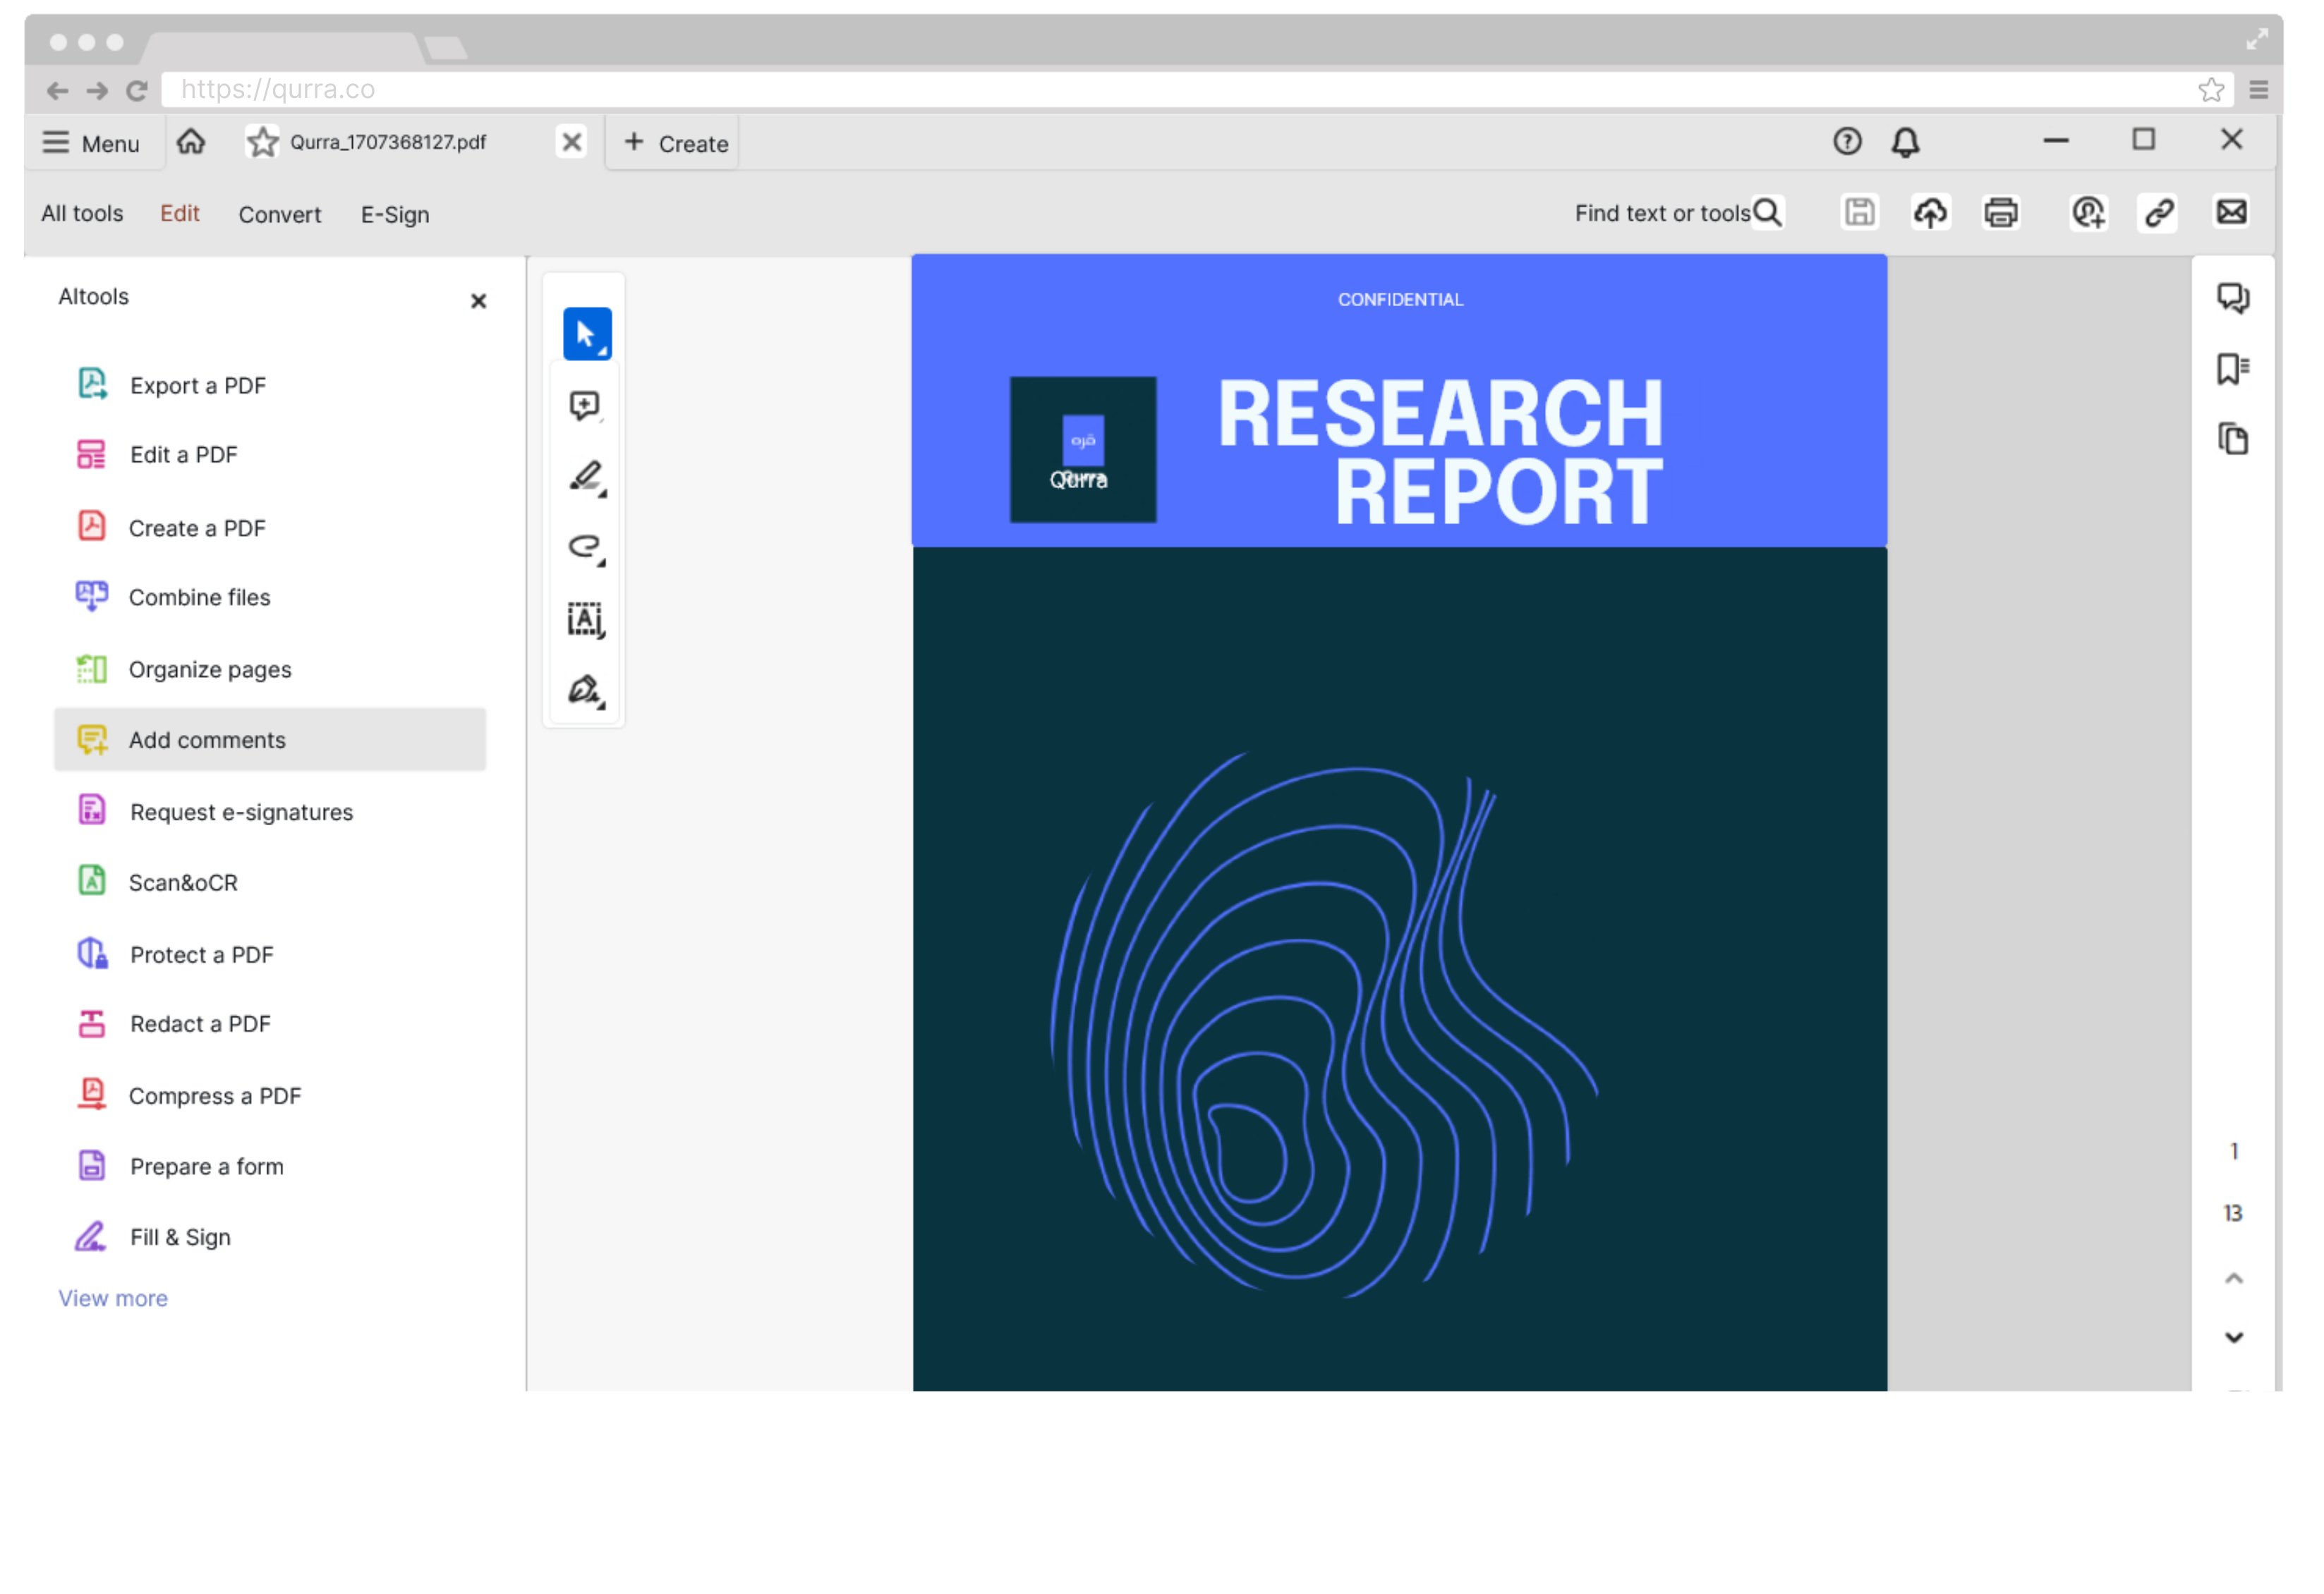 https://qurra.co
Menu
Qurra_1707368127.pdf
+ Create
All tools
Edit
Convert
E-Sign
Find text or tools
Altools
Export a PDF
Edit a PDF
Create a PDF
Combine files
Organize pages
Add comments
Request e-signatures
Scan&oCR
Protect a PDF
Redact a PDF
Compress a PDF
Prepare a form
Fill & Sign
View more
CONFIDENTIAL
RESEARCH
REPORT
Qurra
1
13